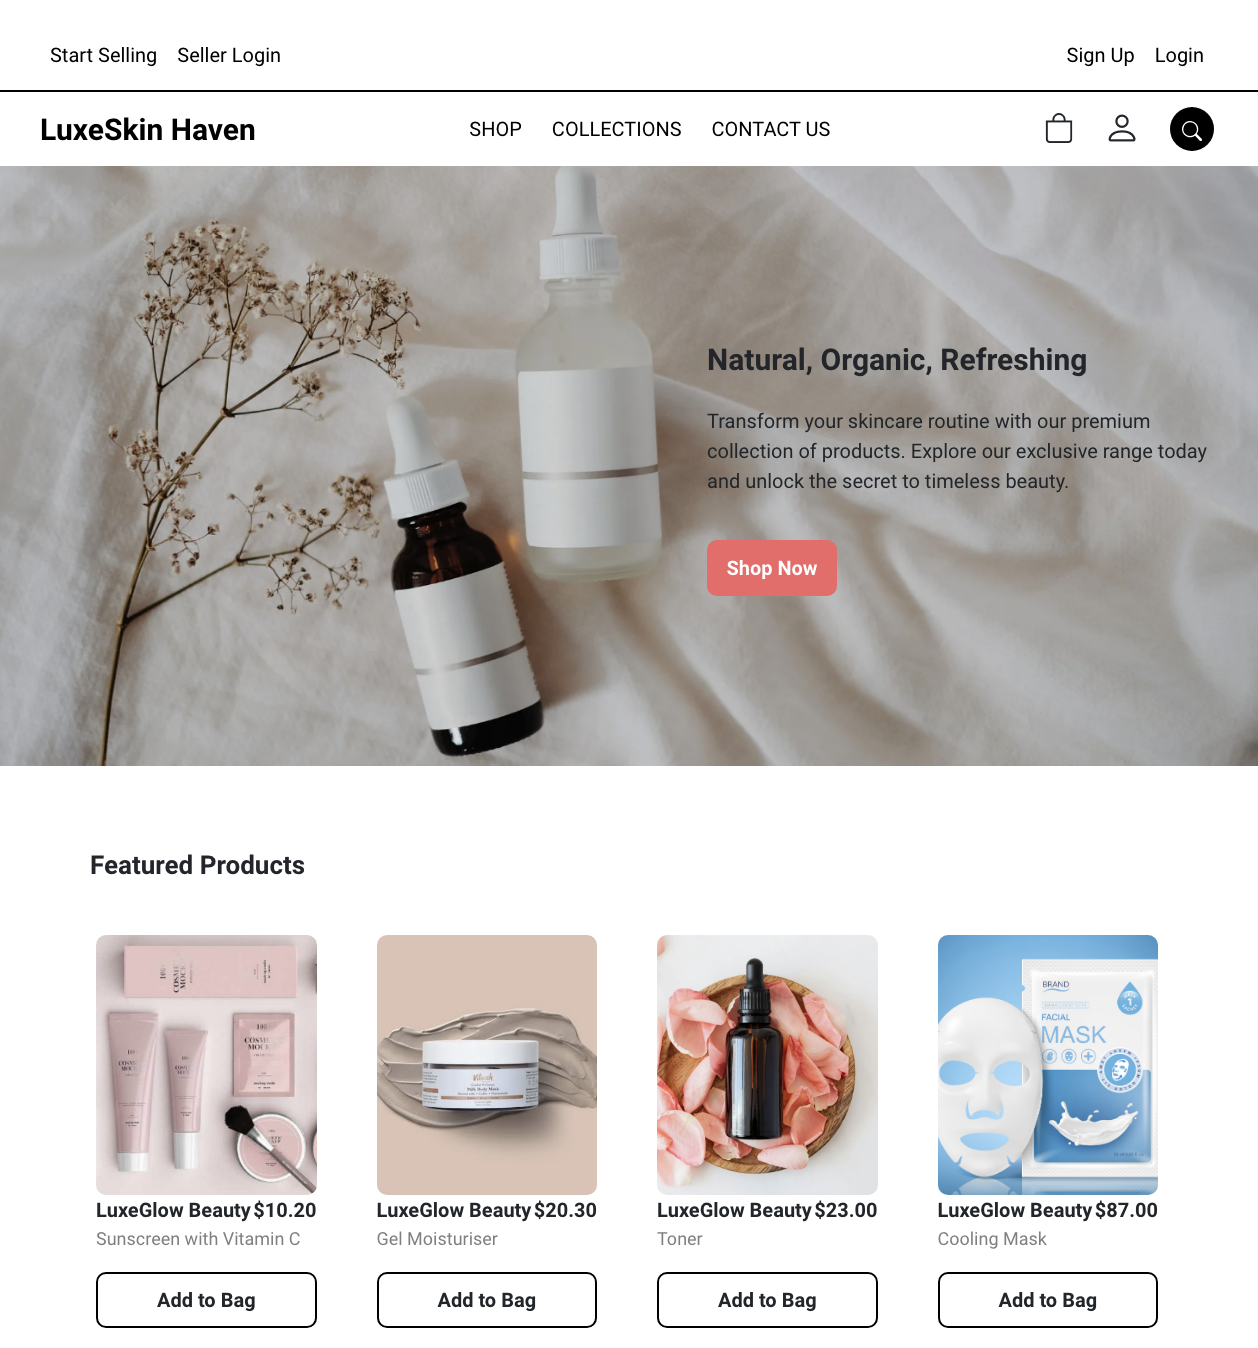 Start Selling Seller Login Sign Up Login
LuxeSkin Haven SHOP COLLECTIONS CONTACT US
Natural, Organic, Refreshing
Transform your skincare routine with our premium
collection of products. Explore our exclusive range today
and unlock the secret to timeless beauty.
Shop Now
Featured Products
BRAND
FACIAL
MASK
LuxeGlow Beauty $10.20 LuxeGlow Beauty $20.30 LuxeGlow Beauty $23.00 LuxeGlow Beauty $87.00
Sunscreen with Vitamin C Gel Moisturiser Toner Cooling Mask
Add to Bag Add to Bag Add to Bag Add to Bag